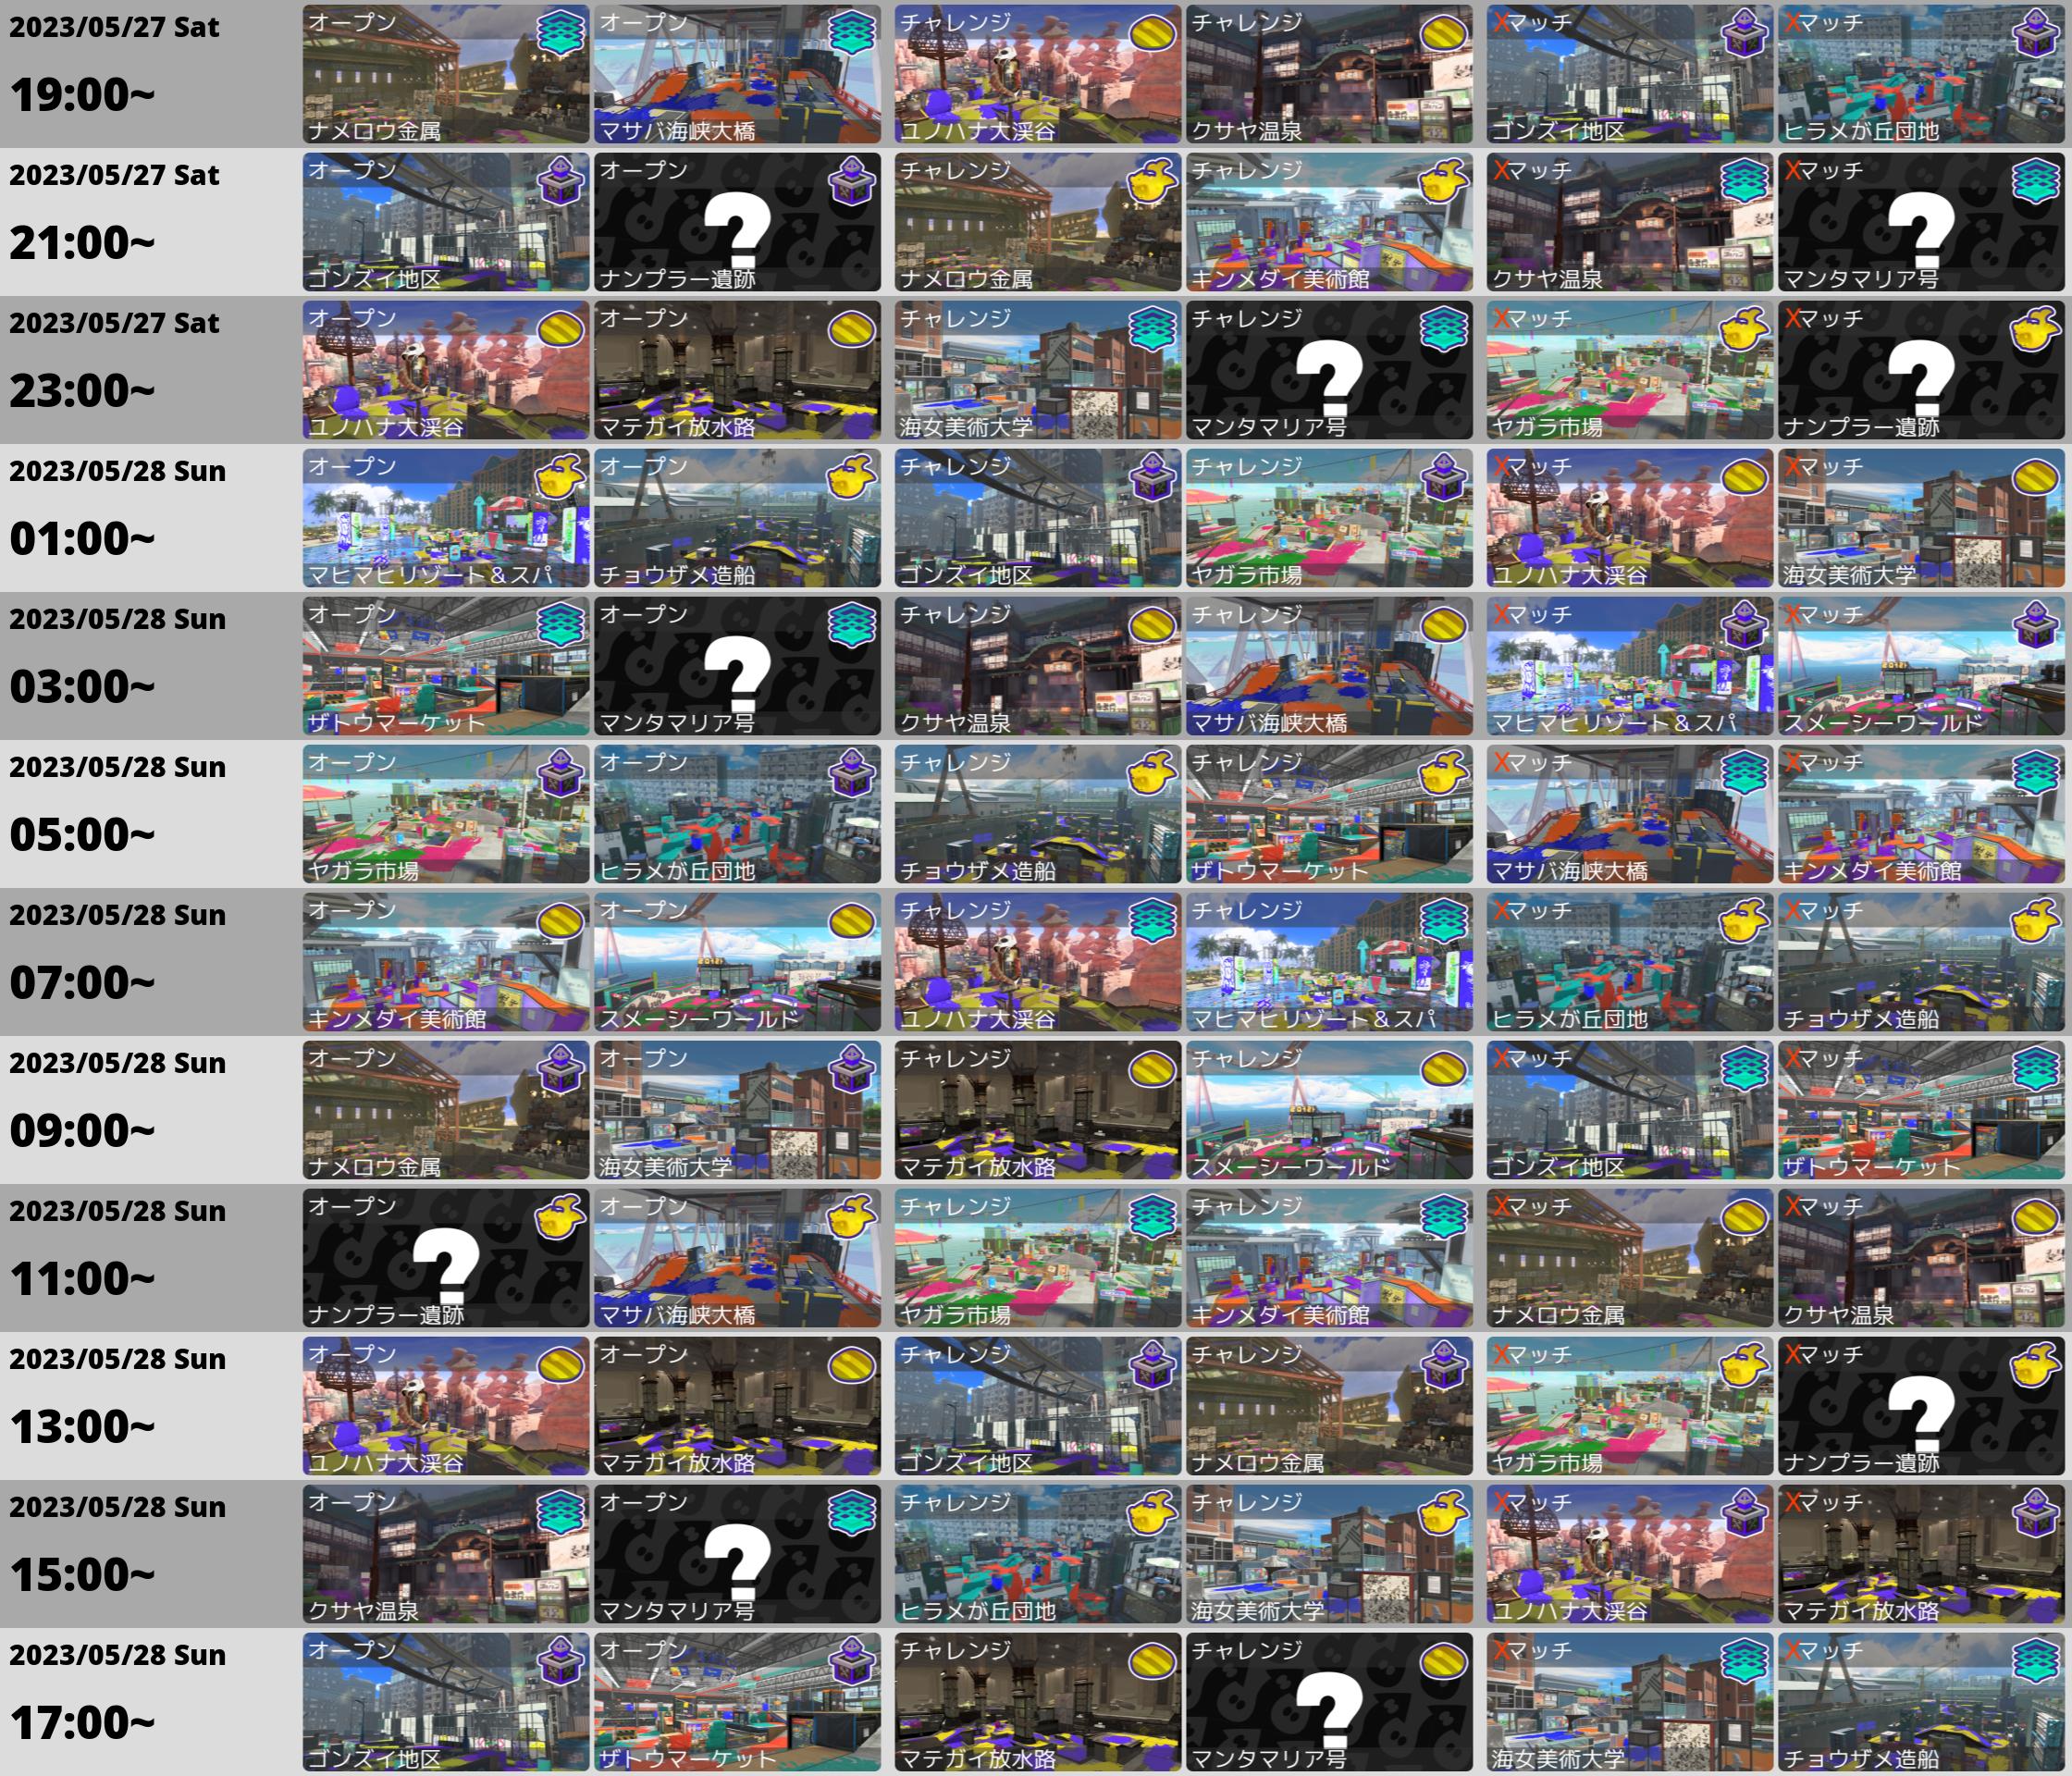 2023/05/27 Sat
19:00~
オープン オープン チャレンジ チャレンジ Xマッチ Xマッチ
ナメロウ金属 マサバ海峡大橋 ユノハナ大渓谷 クサヤ温泉 ゴンズイ地区 ヒラメが丘団地
2023/05/27 Sat
21:00~
オープン オープン チャレンジ チャレンジ Xマッチ Xマッチ
ゴンズイ地区 ナンプラー遺跡 ナメロウ金属 キンメダイ美術館 クサヤ温泉 マンタマリア号
2023/05/27 Sat
23:00~
オープン オープン チャレンジ チャレンジ Xマッチ Xマッチ
ユノハナ大渓谷 マテガイ放水路 海女美術大学 マンタマリア号 ヤガラ市場 ナンプラー遺跡
2023/05/28 Sun
01:00~
オープン オープン チャレンジ チャレンジ Xマッチ Xマッチ
マヒマヒリゾート&スパ チョウザメ造船 ゴンズイ地区 ヤガラ市場 ユノハナ大渓谷 海女美術大学
2023/05/28 Sun
03:00~
オープン オープン チャレンジ チャレンジ Xマッチ Xマッチ
ザトウマーケット マンタマリア号 クサヤ温泉 マサバ海峡大橋 マヒマヒリゾート&スパ スメーシーワールド
2023/05/28 Sun
05:00~
オープン オープン チャレンジ チャレンジ Xマッチ Xマッチ
ヤガラ市場 ヒラメが丘団地 チョウザメ造船 ザトウマーケット マサバ海峡大橋 キンメダイ美術館
2023/05/28 Sun
07:00~
オープン オープン チャレンジ チャレンジ Xマッチ Xマッチ
キンメダイ美術館 スメーシーワールド ユノハナ大渓谷 マヒマヒリゾート&スパ ヒラメが丘団地 チョウザメ造船
2023/05/28 Sun
09:00~
オープン オープン チャレンジ チャレンジ Xマッチ Xマッチ
ナメロウ金属 海女美術大学 マテガイ放水路 スメーシーワールド ゴンズイ地区 ザトウマーケット
2023/05/28 Sun
11:00~
オープン オープン チャレンジ チャレンジ Xマッチ Xマッチ
ナンプラー遺跡 マサバ海峡大橋 ヤガラ市場 キンメダイ美術館 ナメロウ金属 クサヤ温泉
2023/05/28 Sun
13:00~
オープン オープン チャレンジ チャレンジ Xマッチ Xマッチ
ユノハナ大渓谷 マテガイ放水路 ゴンズイ地区 ナメロウ金属 ヤガラ市場 ナンプラー遺跡
2023/05/28 Sun
15:00~
オープン オープン チャレンジ チャレンジ Xマッチ Xマッチ
クサヤ温泉 マンタマリア号 ヒラメが丘団地 海女美術大学 ユノハナ大渓谷 マテガイ放水路
2023/05/28 Sun
17:00~
オープン オープン チャレンジ チャレンジ Xマッチ Xマッチ
ゴンズイ地区 ザトウマーケット マテガイ放水路 マンタマリア号 海女美術大学 チョウザメ造船